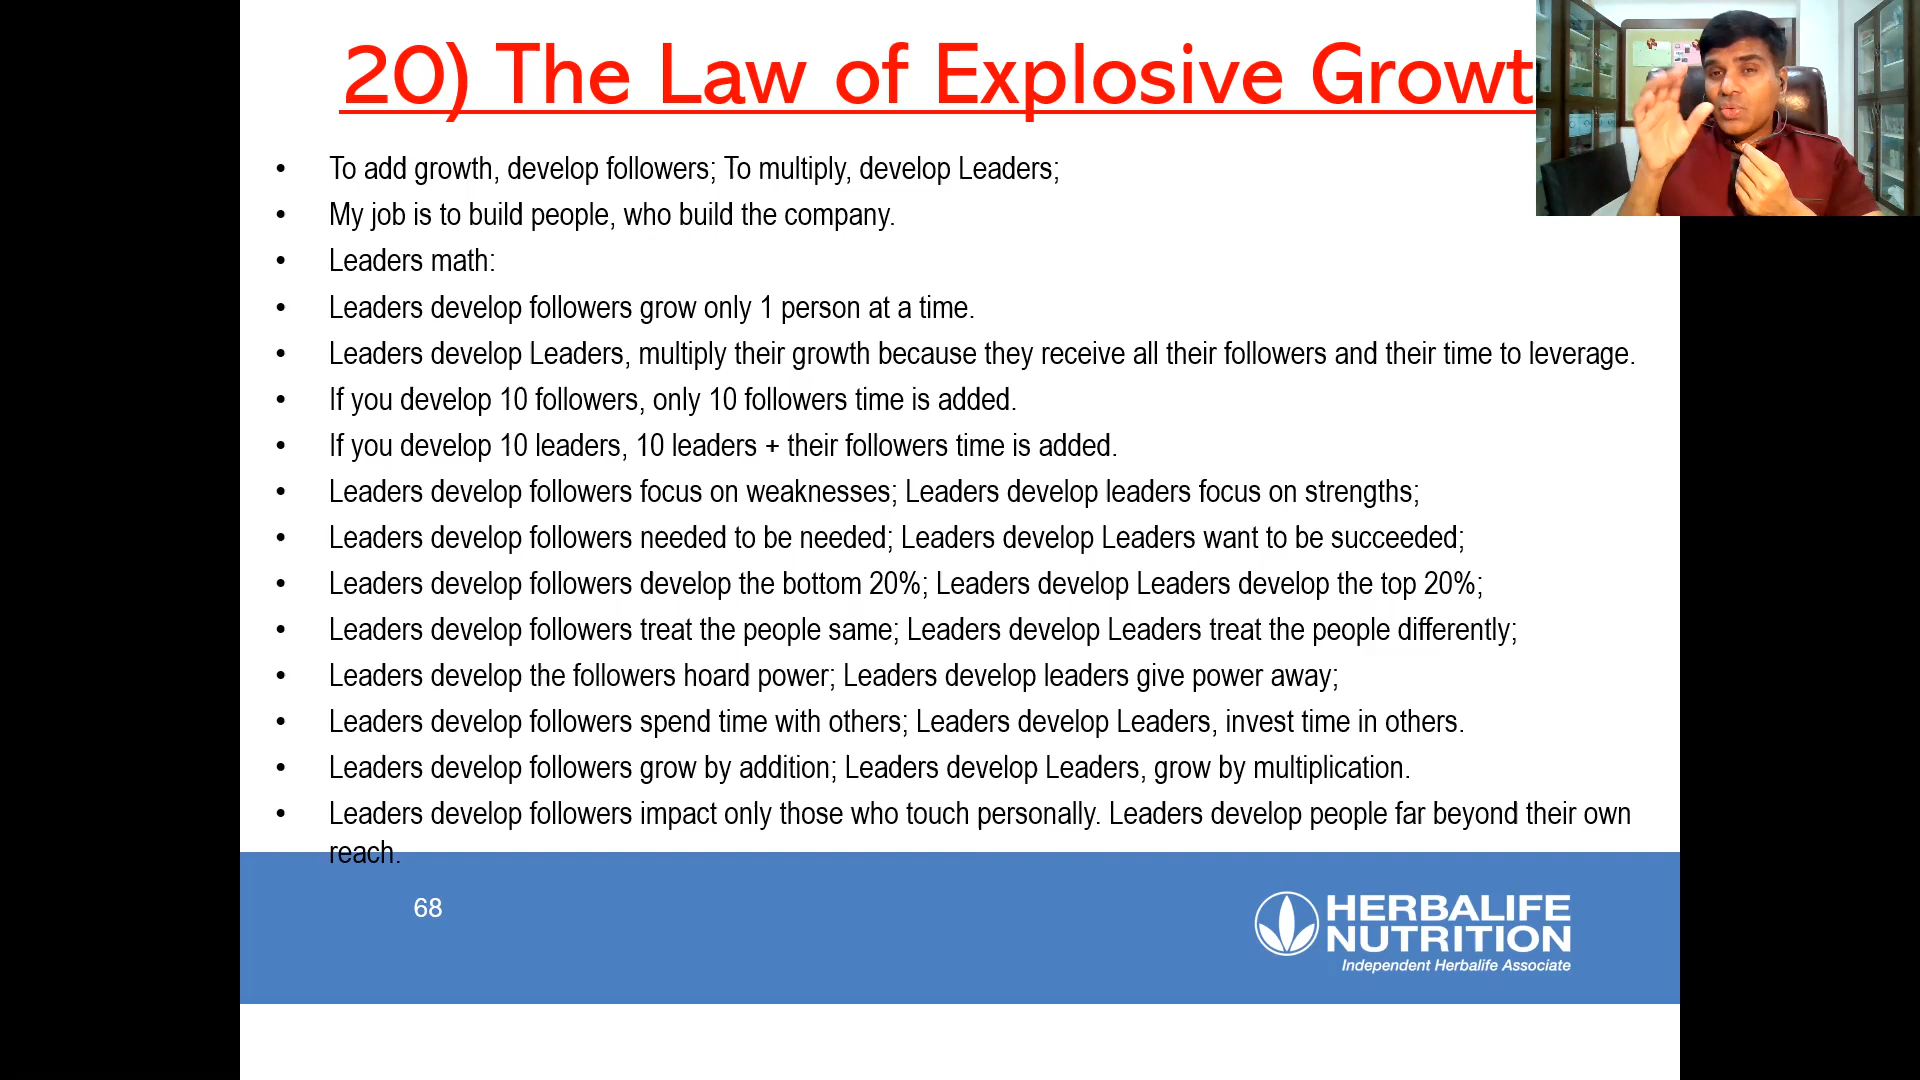 20) The Law of Explosive Growt
• To add growth, develop followers; To multiply, develop Leaders;
• My job is to build people, who build the company.
• Leaders math:
• Leaders develop followers grow only 1 person at a time.
• Leaders develop Leaders, multiply their growth because they receive all their followers and their time to leverage.
• If you develop 10 followers, only 10 followers time is added.
• If you develop 10 leaders, 10 leaders + their followers time is added.
• Leaders develop followers focus on weaknesses; Leaders develop leaders focus on strengths;
• Leaders develop followers needed to be needed; Leaders develop Leaders want to be succeeded;
• Leaders develop followers develop the bottom 20%; Leaders develop Leaders develop the top 20%;
• Leaders develop followers treat the people same; Leaders develop Leaders treat the people differently;
• Leaders develop the followers hoard power; Leaders develop leaders give power away;
• Leaders develop followers spend time with others; Leaders develop Leaders, invest time in others.
• Leaders develop followers grow by addition; Leaders develop Leaders, grow by multiplication.
• Leaders develop followers impact only those who touch personally. Leaders develop people far beyond their own
reach.
68
HERBALIFE
NUTRITION
Independent Herbalife Associate